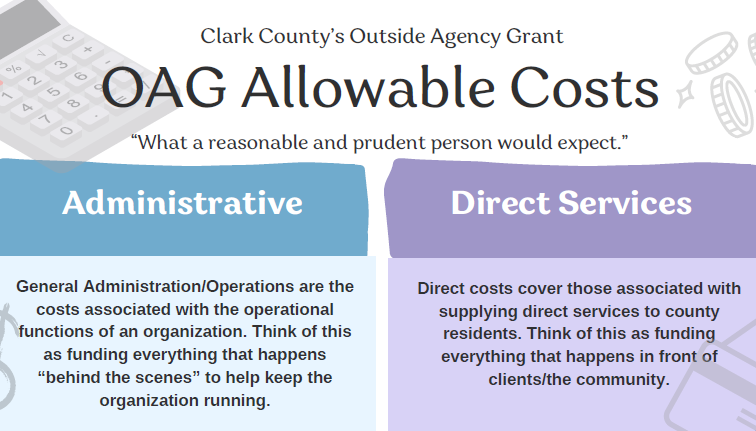 Clark County’s Outside Agency Grant
OAG Allowable Costs
“What a reasonable and prudent person would expect.”
Administrative
General Administration/Operations are the
costs associated with the operational
functions of an organization. Think of this
as funding everything that happens
“behind the scenes” to help keep the
organization running.
Direct Services
Direct costs cover those associated with
supplying direct services to county
residents. Think of this as funding
everything that happens in front of
clients/the community.